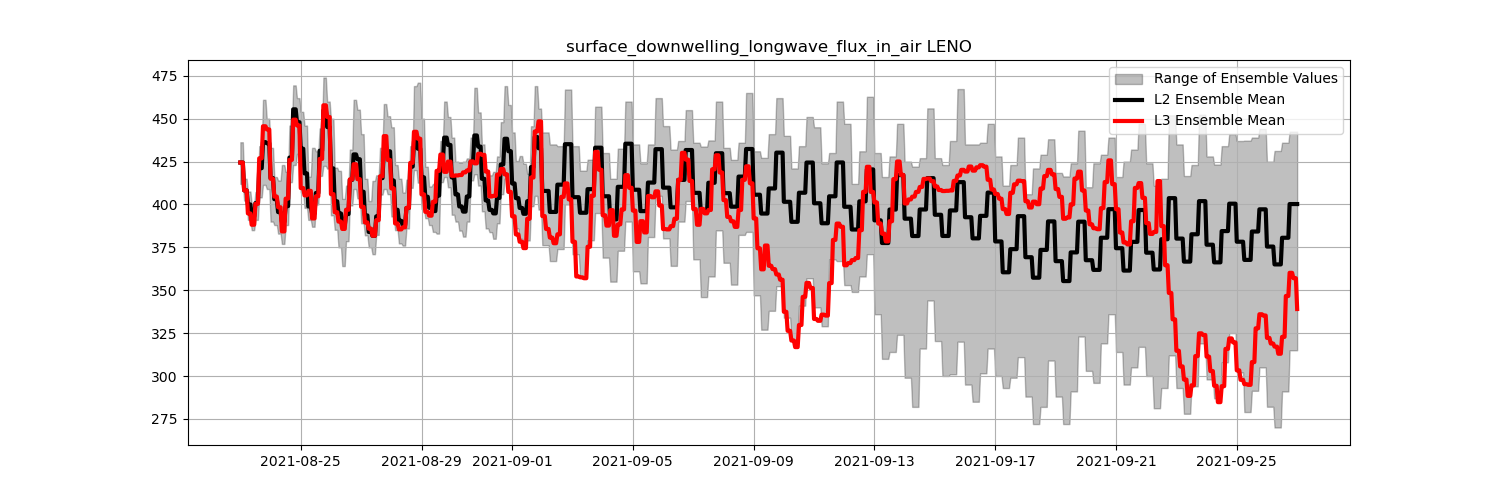 surface_downwelling_longwave_flux_in_air LENO
475
450
425
400
375
350
325
300
275
Range of Ensemble Values
L2 Ensemble Mean
L3 Ensemble Mean
2021-08-25 2021-08-29 2021-09-01 2021-09-05 2021-09-09 2021-09-13 2021-09-17 2021-09-21 2021-09-25